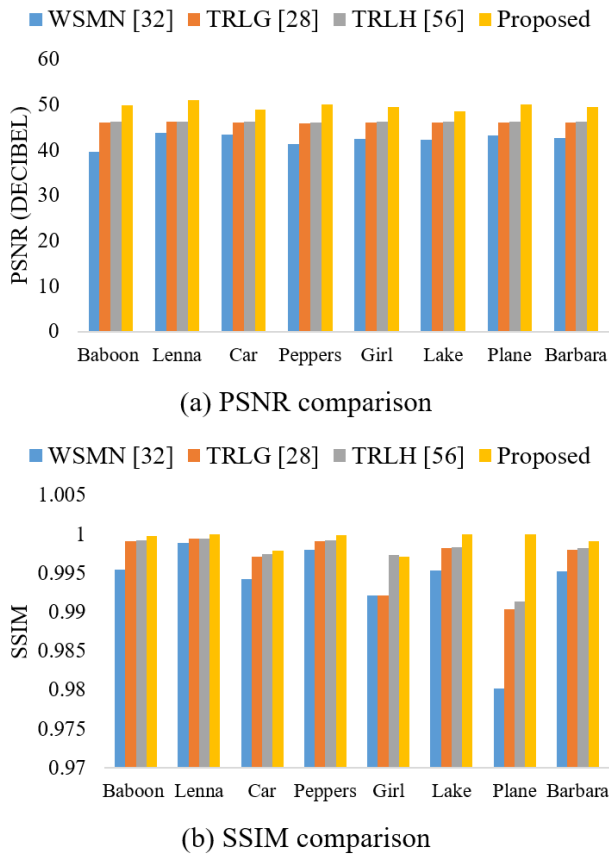 WSMN [32] TRLG [28] TRLH [56] Proposed
60
50
40
30
20
10
0
PSNR (DECIBEL)
Baboon Lenna Car Peppers Girl Lake Plane Barbara
(a) PSNR comparison
WSMN [32] TRLG [28] TRLH [56] Proposed
1.005
1
0.995
0.99
0.985
0.98
0.975
0.97
SSIM
Baboon Lenna Car Peppers Girl Lake Plane Barbara
(b) SSIM comparison